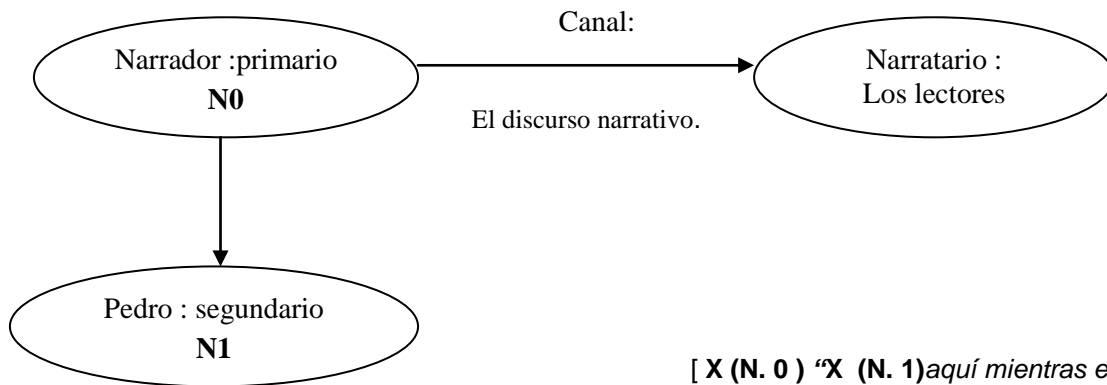 Canal:
Narrador :primario
N0
Narratario :
Los lectores
El discurso narrativo.
Pedro : segundario
N1
[ X (N. 0 ) “X (N. 1)aquí mientras e